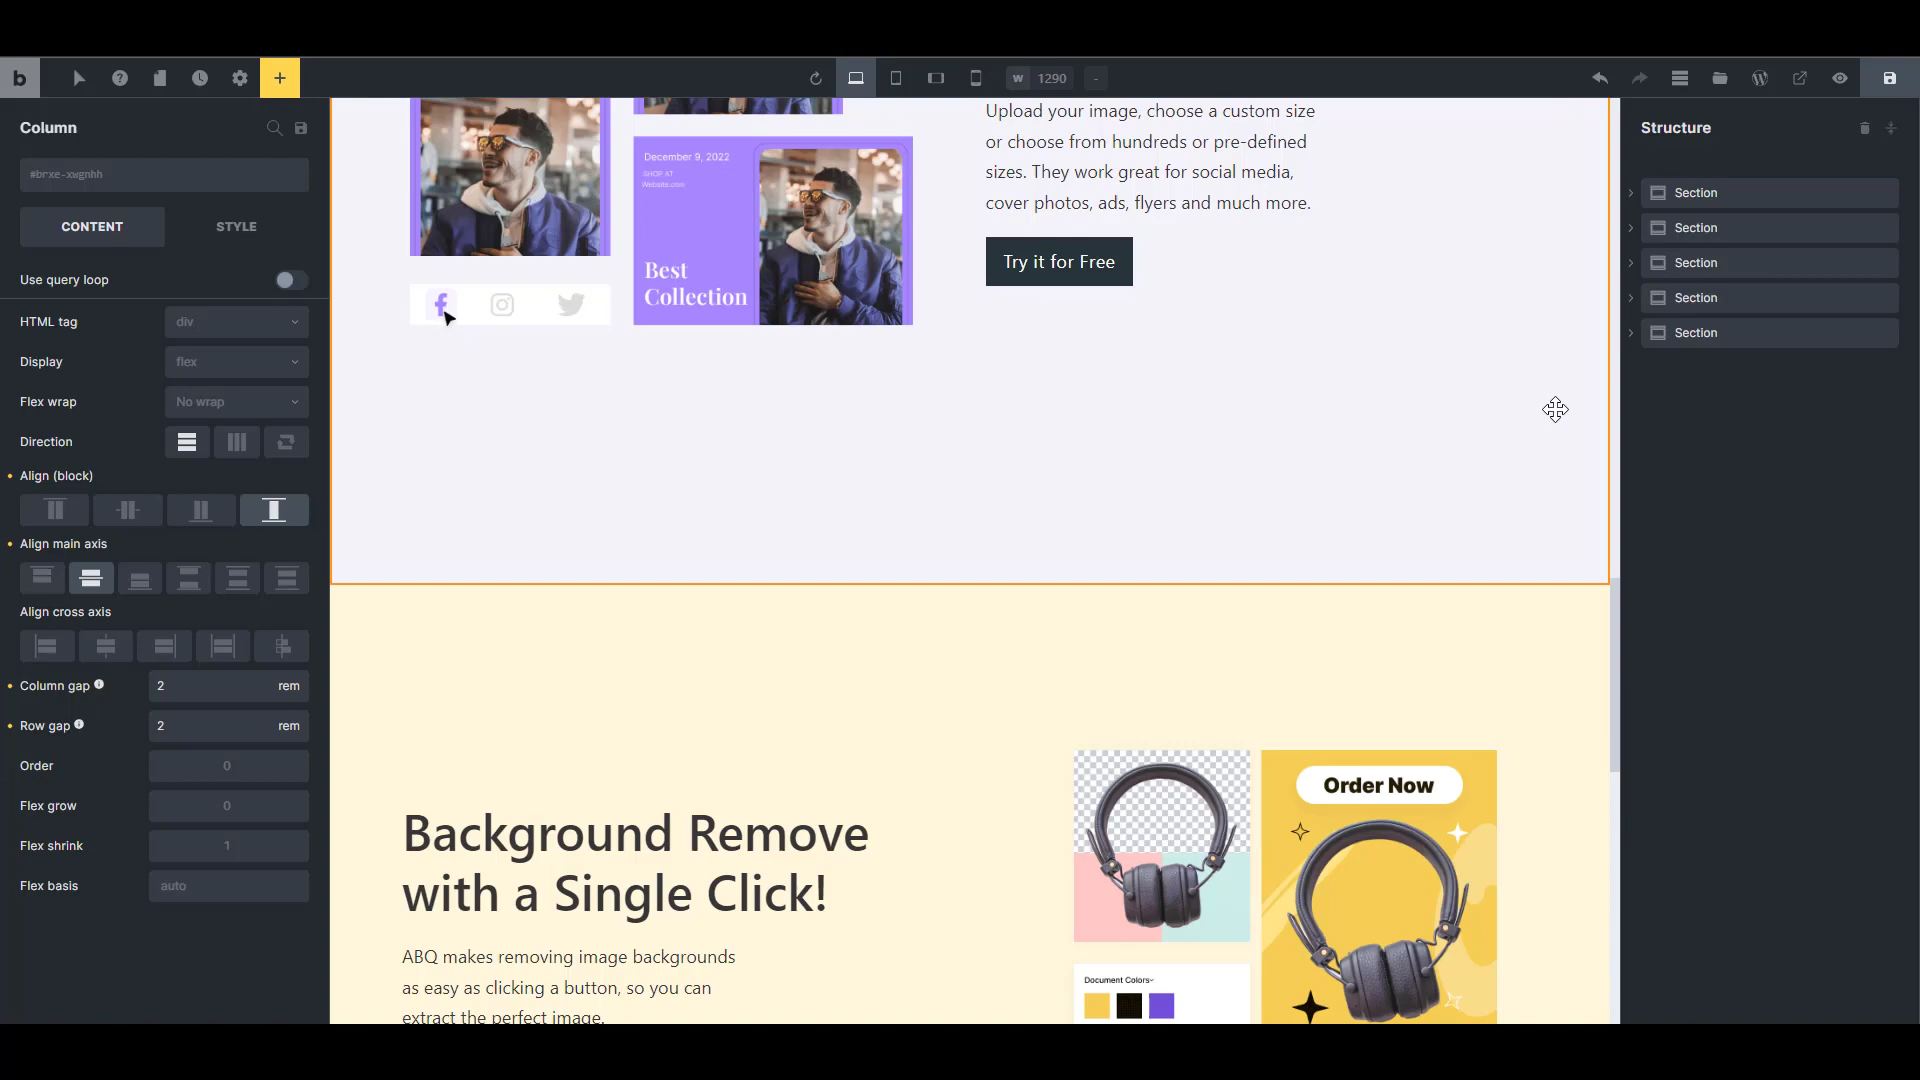 b
W 1290 -
Column
#brxe-xwgnhh
CONTENT STYLE
Use query loop
HTML tag div
Display flex
Flex wrap No wrap
Direction
Align (block)
Align main axis
Align cross axis
Column gap 2 rem
Row gap 2 rem
Order 0
Flex grow 0
Flex shrink 1
Flex basis auto
December 9, 2022
SHOP AT
Website.com
Best
Collection
Upload your image, choose a custom size
or choose from hundreds or pre-defined
sizes. They work great for social media,
cover photos, ads, flyers and much more.
Try it for Free
Background Remove
with a Single Click!
ABQ makes removing image backgrounds
as easy as clicking a button, so you can
extract the perfect image.
Order Now
Document Colors
Structure
Section
Section
Section
Section
Section